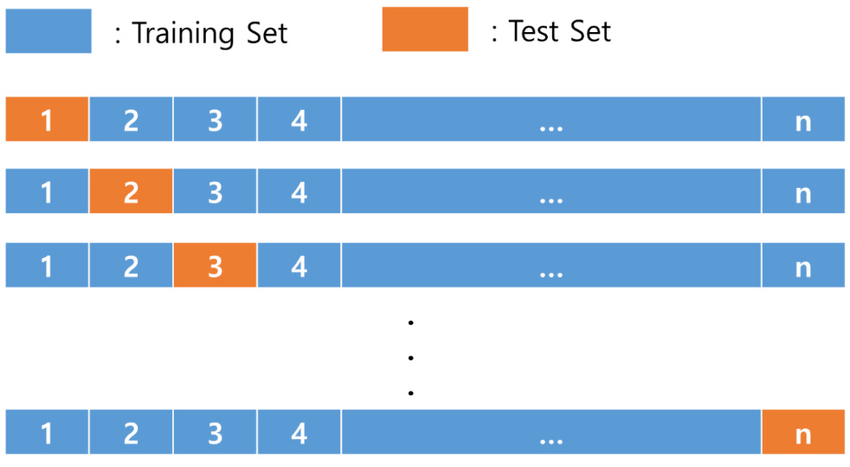 : Training Set : Test Set
1 2 3 4 ... n
1 2 3 4 ... n
1 2 3 4 ... n
.
.
.
1 2 3 4 ... n